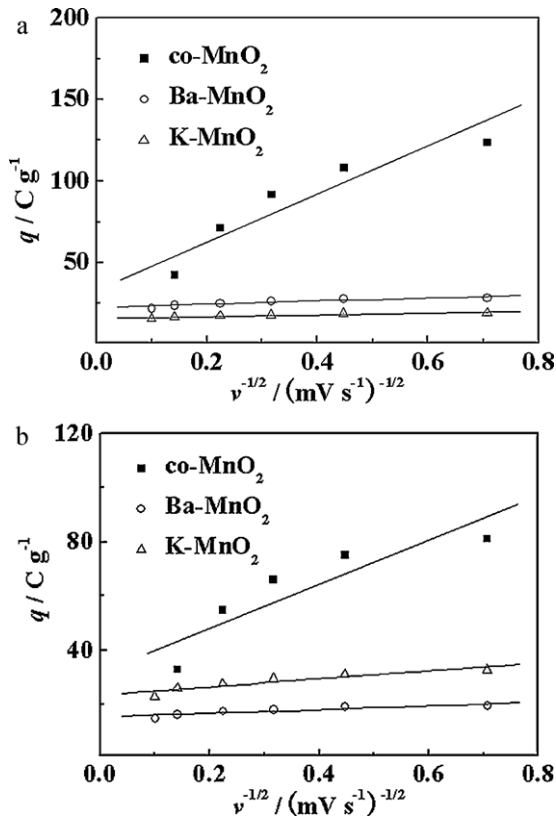 a
200
150
100
50
0.0 0.2 0.4 0.6 0.8
q / C g⁻¹
co-MnO₂
Ba-MnO₂
K-MnO₂
v⁻¹/² / (mV s⁻¹)⁻¹/²
b
120
80
40
0.0 0.2 0.4 0.6 0.8
q / C g⁻¹
co-MnO₂
Ba-MnO₂
K-MnO₂
v⁻¹/² / (mV s⁻¹)⁻¹/²